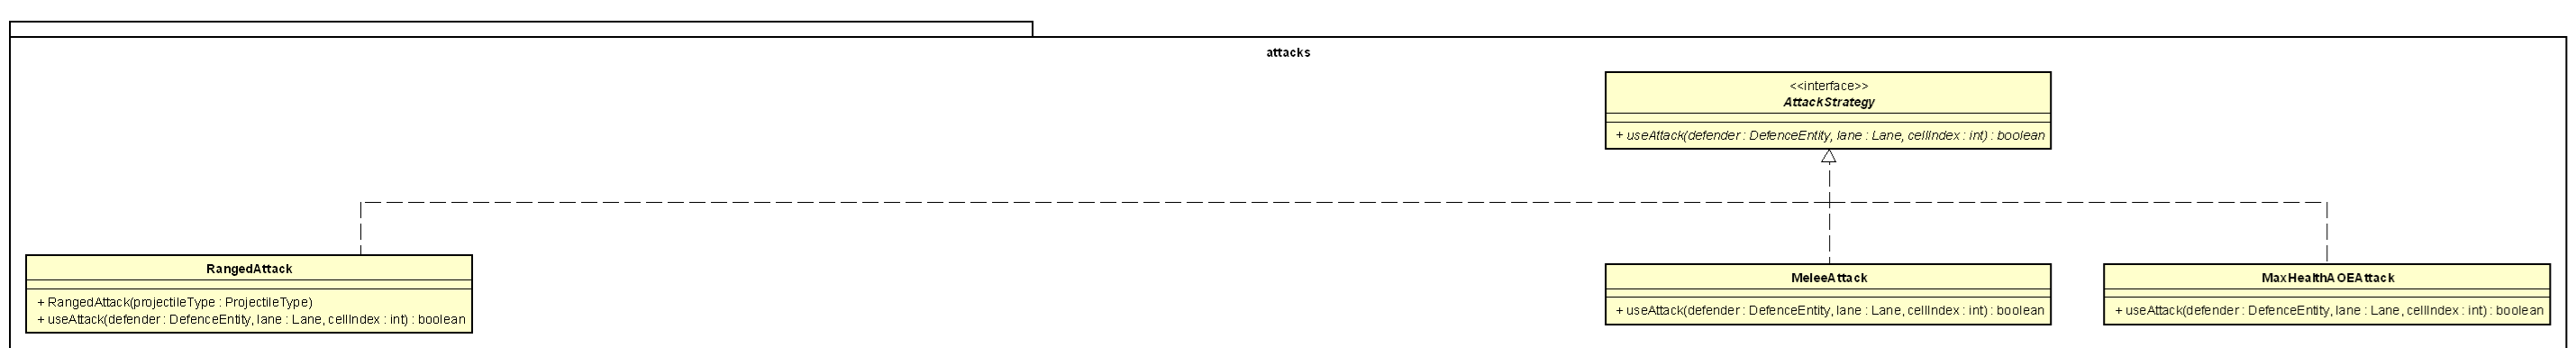 attacks
<<interface>>
AttackStrategy
+ useAttack(defender : DefenceEntity, lane : Lane, cellIndex : int) : boolean
RangedAttack
+ RangedAttack(projectileType : ProjectileType)
+ useAttack(defender : DefenceEntity, lane : Lane, cellIndex : int) : boolean
MeleeAttack
+ useAttack(defender : DefenceEntity, lane : Lane, cellIndex : int) : boolean
MaxHealthAOEAttack
+ useAttack(defender : DefenceEntity, lane : Lane, cellIndex : int) : boolean